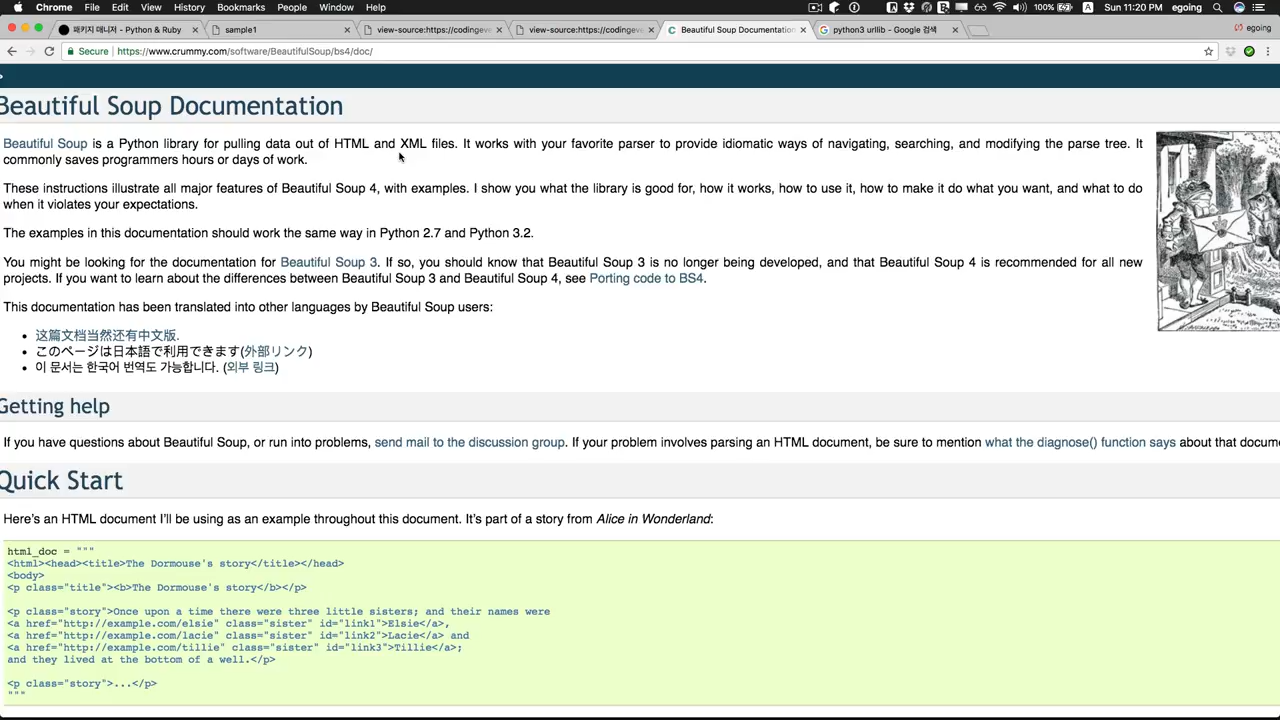 Chrome File Edit View History Bookmarks People Window Help 100% Sun 11:20 PM egoing
패키지 매니저 - Python & Ruby sample1 view-source:https://codingeve view-source:https://codingeve Beautiful Soup Documentation python3 urllib - Google 검색 egoing
Secure https://www.crummy.com/software/BeautifulSoup/bs4/doc/
Beautiful Soup Documentation
Beautiful Soup is a Python library for pulling data out of HTML and XML files. It works with your favorite parser to provide idiomatic ways of navigating, searching, and modifying the parse tree. It
commonly saves programmers hours or days of work.
These instructions illustrate all major features of Beautiful Soup 4, with examples. I show you what the library is good for, how it works, how to use it, how to make it do what you want, and what to do
when it violates your expectations.
The examples in this documentation should work the same way in Python 2.7 and Python 3.2.
You might be looking for the documentation for Beautiful Soup 3. If so, you should know that Beautiful Soup 3 is no longer being developed, and that Beautiful Soup 4 is recommended for all new
projects. If you want to learn about the differences between Beautiful Soup 3 and Beautiful Soup 4, see Porting code to BS4.
This documentation has been translated into other languages by Beautiful Soup users:
• 这篇文档当然还有中文版.
• このページは日本語で利用できます(外部リンク)
• 이 문서는 한국어 번역도 가능합니다. (외부 링크)
Getting help
If you have questions about Beautiful Soup, or run into problems, send mail to the discussion group. If your problem involves parsing an HTML document, be sure to mention what the diagnose() function says about that docume
Quick Start
Here's an HTML document I'll be using as an example throughout this document. It's part of a story from Alice in Wonderland:
html_doc = """
<html><head><title>The Dormouse's story</title></head>
<body>
<p class="title"><b>The Dormouse's story</b></p>
<p class="story">Once upon a time there were three little sisters; and their names were
<a href="http://example.com/elsie" class="sister" id="link1">Elsie</a>,
<a href="http://example.com/lacie" class="sister" id="link2">Lacie</a> and
<a href="http://example.com/tillie" class="sister" id="link3">Tillie</a>;
and they lived at the bottom of a well.</p>
<p class="story">...</p>
"""